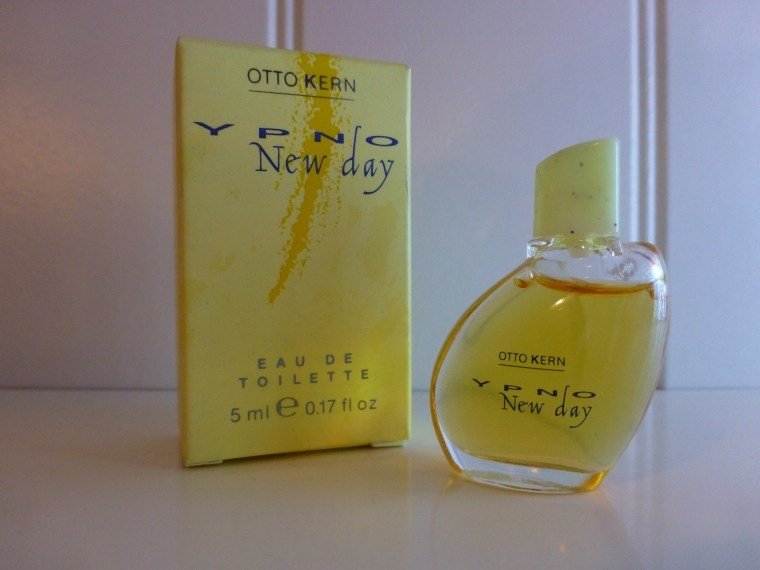 OTTO KERN
YPNO
New day
EAU DE
TOILETTE
5 ml ℮ 0.17 fl oz
OTTO KERN
YPNO
New day